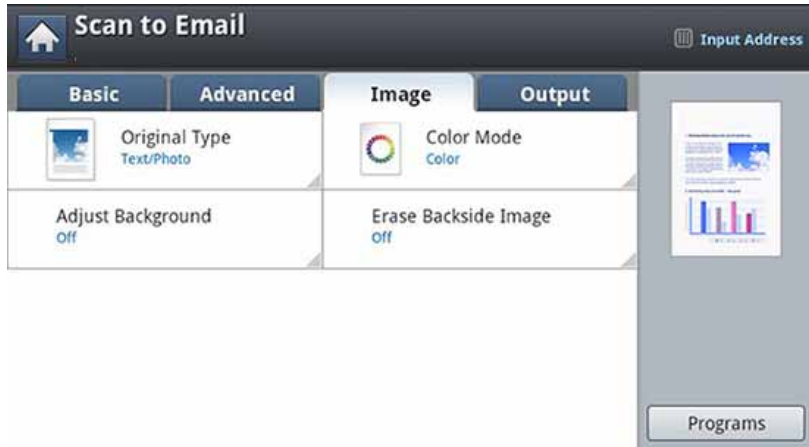 Scan to Email
Input Address
Basic
Advanced
Image
Output
Original Type
Text/Photo
Color Mode
Color
Adjust Background
Off
Erase Backside Image
Off
Programs